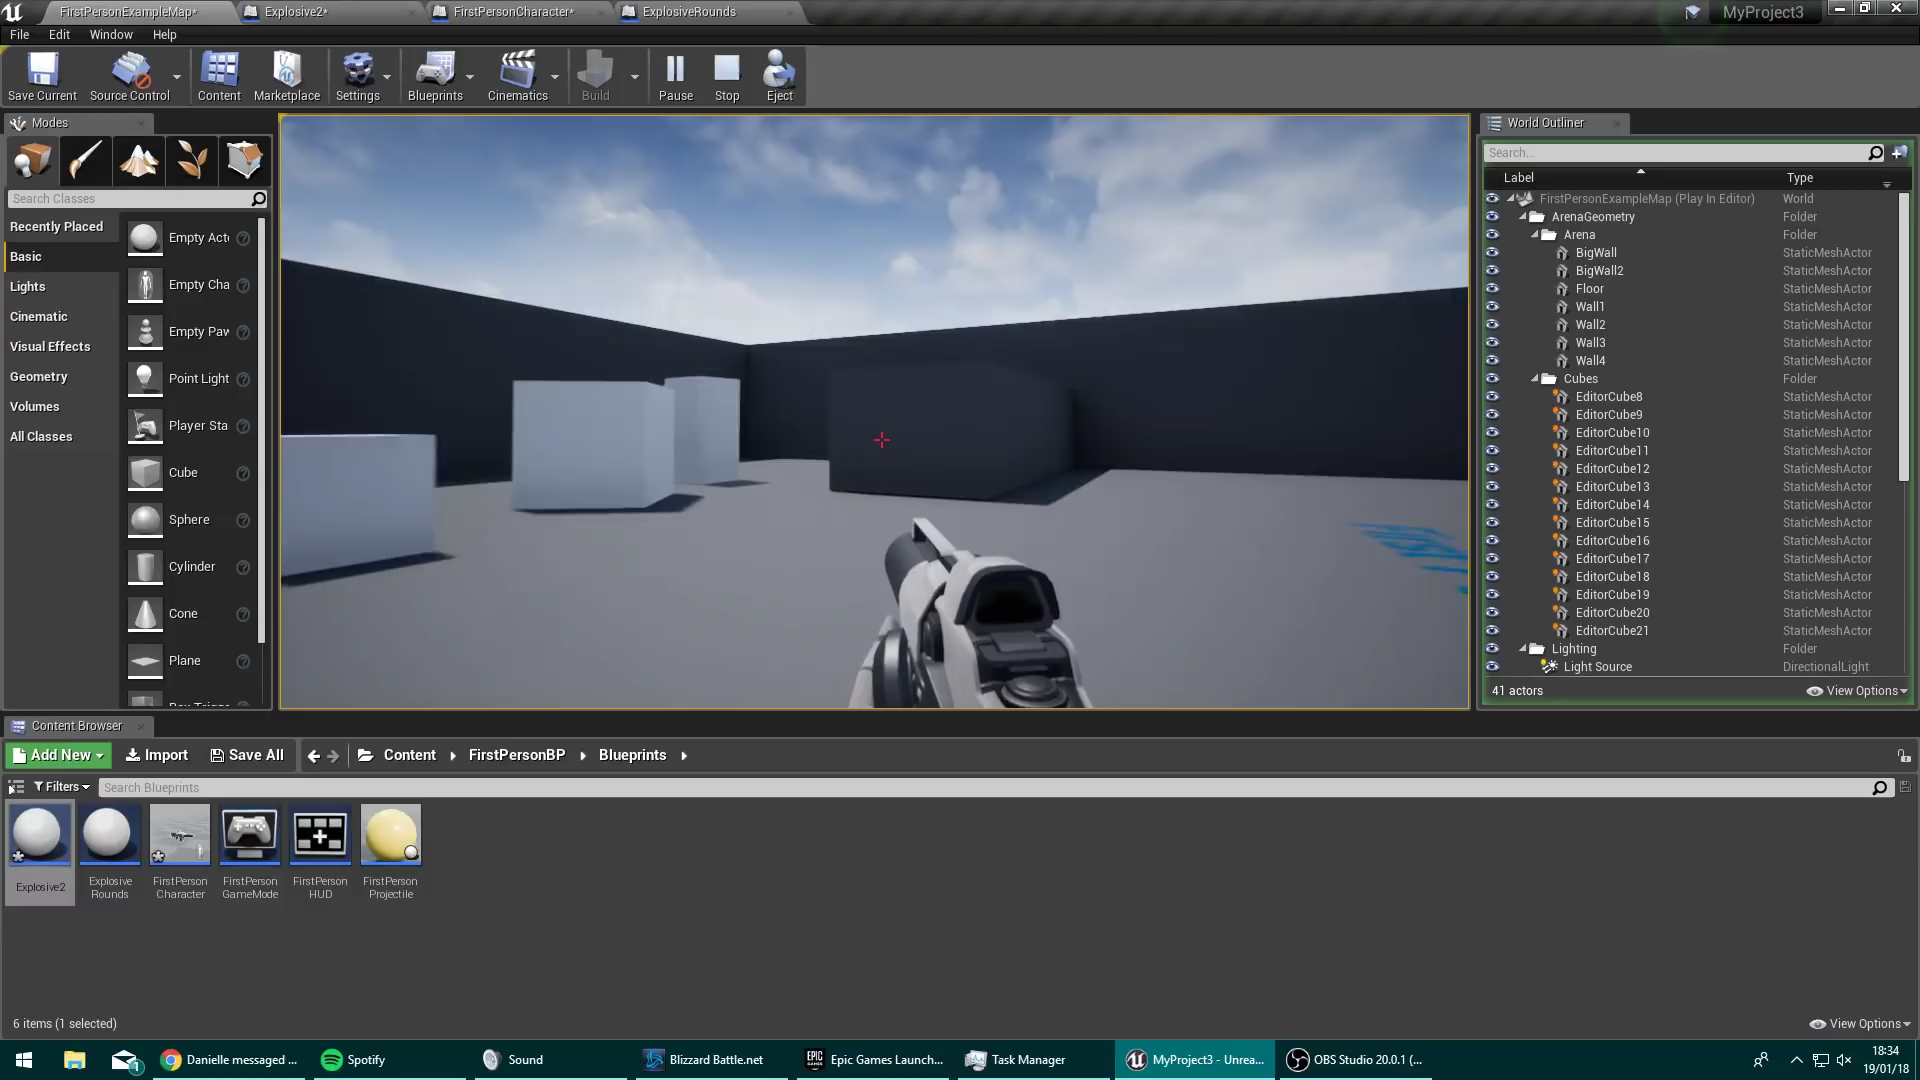 FirstPersonExampleMap*
Explosive2*
FirstPersonCharacter*
ExplosiveRounds
MyProject3
File
Edit
Window
Help
Save Current
Source Control
Content
Marketplace
Settings
Blueprints
Cinematics
Build
Pause
Stop
Eject
Modes
Search Classes
Recently Placed
Basic
Lights
Cinematic
Visual Effects
Geometry
Volumes
All Classes
Empty Acto
Empty Cha
Empty Paw
Point Light
Player Sta
Cube
Sphere
Cylinder
Cone
Plane
World Outliner
Search...
Label
Type
FirstPersonExampleMap (Play In Editor) World
ArenaGeometry Folder
Arena Folder
BigWall StaticMeshActor
BigWall2 StaticMeshActor
Floor StaticMeshActor
Wall1 StaticMeshActor
Wall2 StaticMeshActor
Wall3 StaticMeshActor
Wall4 StaticMeshActor
Cubes Folder
EditorCube8 StaticMeshActor
EditorCube9 StaticMeshActor
EditorCube10 StaticMeshActor
EditorCube11 StaticMeshActor
EditorCube12 StaticMeshActor
EditorCube13 StaticMeshActor
EditorCube14 StaticMeshActor
EditorCube15 StaticMeshActor
EditorCube16 StaticMeshActor
EditorCube17 StaticMeshActor
EditorCube18 StaticMeshActor
EditorCube19 StaticMeshActor
EditorCube20 StaticMeshActor
EditorCube21 StaticMeshActor
Lighting Folder
Light Source DirectionalLight
41 actors
View Options
Content Browser
Add New
Import
Save All
Content
FirstPersonBP
Blueprints
Filters
Search Blueprints
Explosive2
Explosive
Rounds
FirstPerson
Character
FirstPerson
GameMode
FirstPerson
HUD
FirstPerson
Projectile
6 items (1 selected)
View Options
1
Danielle messaged ...
Spotify
Sound
Blizzard Battle.net
EPIC
GAMES
Epic Games Launch...
Task Manager
MyProject3 - Unrea...
OBS Studio 20.0.1 (...
18:34
19/01/18